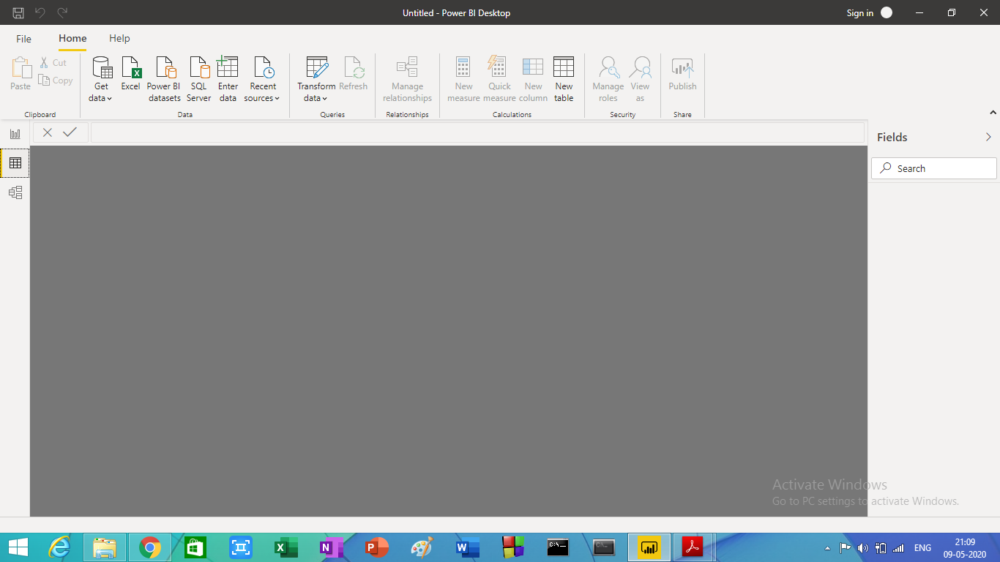 Untitled - Power BI Desktop
Sign in
File Home Help
Paste
Cut
Copy
Clipboard
Get data
Excel
Power BI datasets
SQL Server
Enter data
Recent sources
Data
Transform data
Refresh
Queries
Manage relationships
Relationships
New measure
Quick measure
New column
New table
Calculations
Manage roles
View as
Security
Publish
Share
Fields
Search
Activate Windows
Go to PC settings to activate Windows.
ENG
21:09
09-05-2020